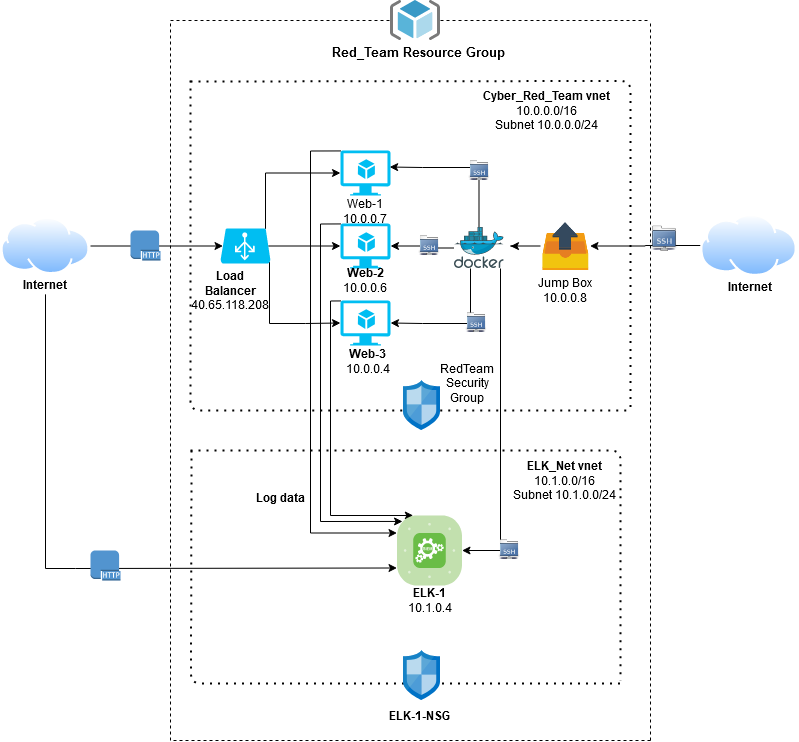 Red_Team Resource Group
Cyber_Red_Team vnet
10.0.0.0/16
Subnet 10.0.0.0/24
SSH
Web-1
10.0.0.7
HTTP
Internet
Load
Balancer
40.65.118.208
Web-2
10.0.0.6
SSH
docker
Jump Box
10.0.0.8
SSH
Internet
Web-3
10.0.0.4
SSH
RedTeam
Security
Group
ELK_Net vnet
10.1.0.0/16
Subnet 10.1.0.0/24
Log data
HTTP
SSH
ELK-1
10.1.0.4
ELK-1-NSG